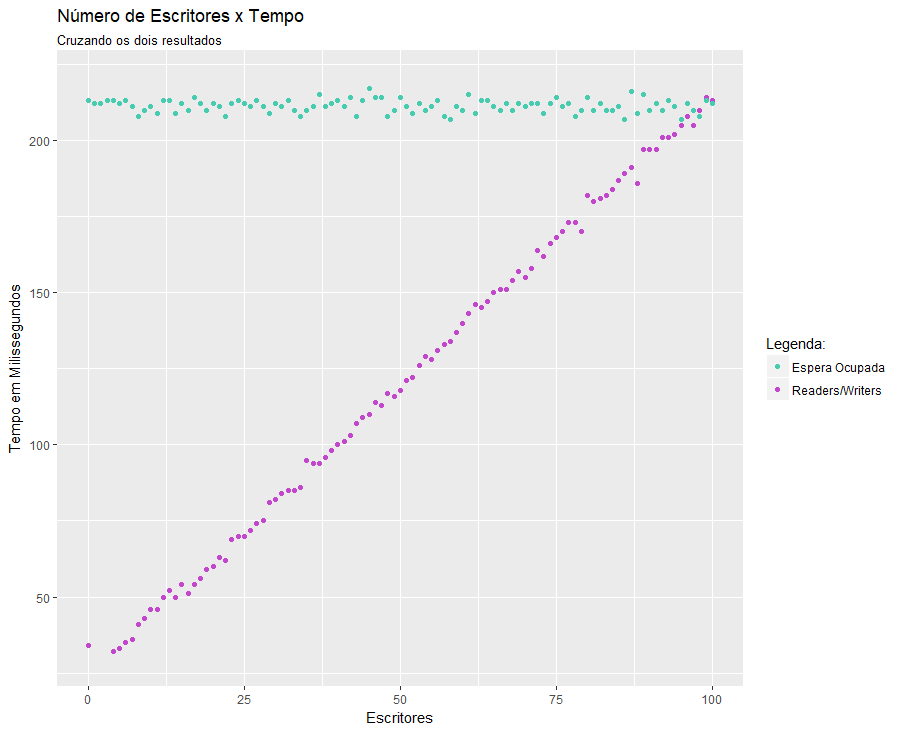 Número de Escritores x Tempo
Cruzando os dois resultados
Tempo em Milissegundos
200
150
100
50
0
25
50
75
100
Escritores
Legenda:
Espera Ocupada
Readers/Writers